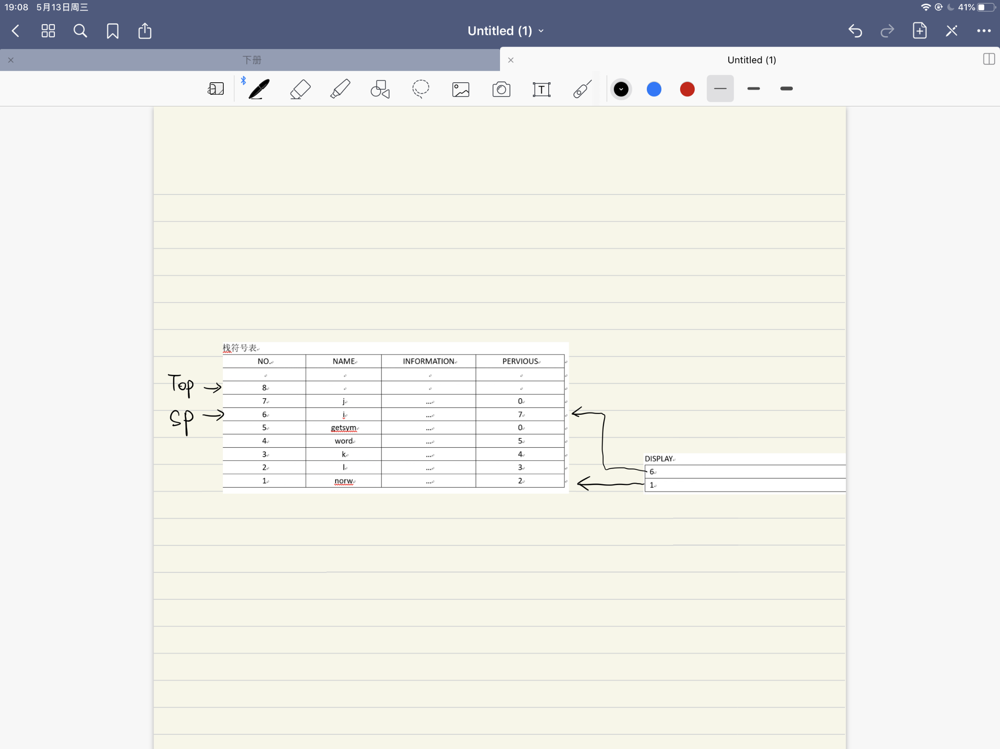 19:08 5月13日周三 41%
Untitled (1)
下册 Untitled (1)
栈符号表
NO. NAME INFORMATION PERVIOUS
Top → 8
7 j ... 0
Sp → 6 i ... 7
5 getsym ... 0
4 word ... 5
3 k ... 4
2 l ... 3
1 norw ... 2
DISPLAY
6
1